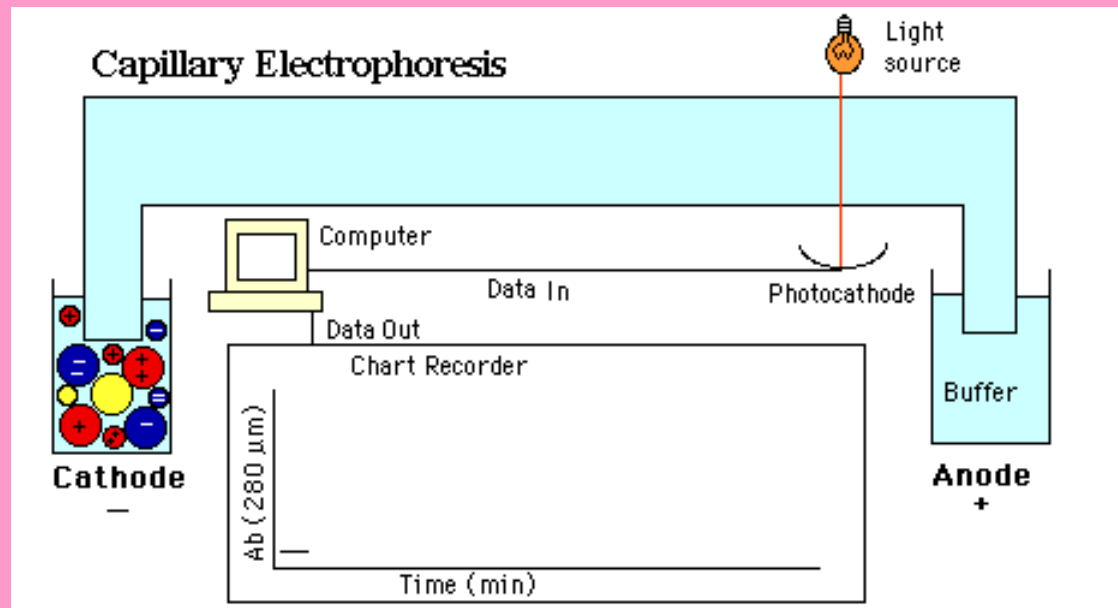 Capillary Electrophoresis
Light
source
Computer
Data In
Photocathode
Data Out
Chart Recorder
Buffer
Cathode
−
Anode
+
Ab (280 µm)
Time (min)
+
−
−
−
+
+
+
=
+
−